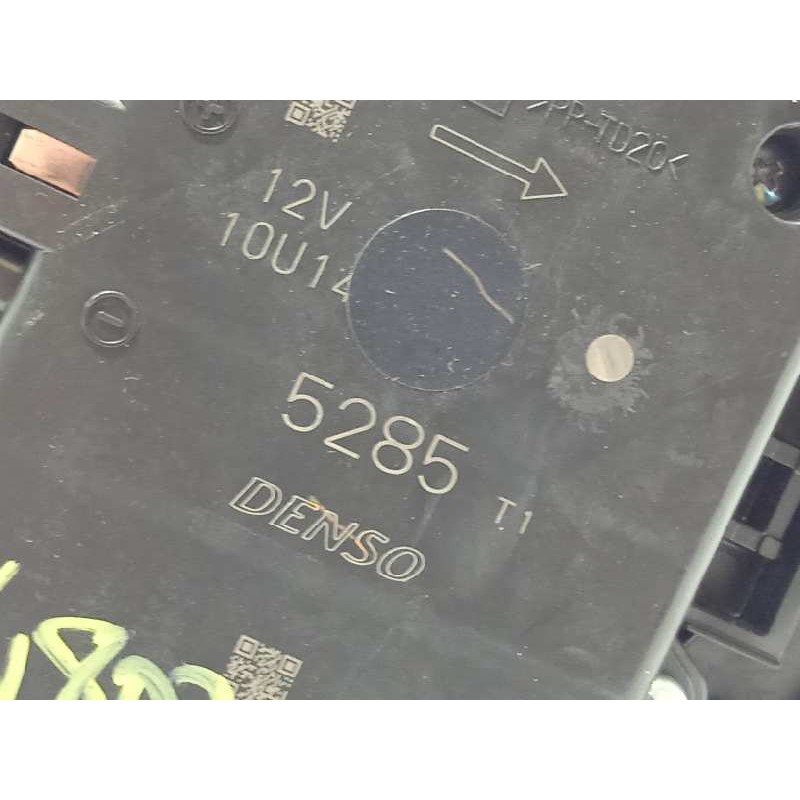 >PP-TD20<
12V
10U14
5285
T1
DENSO